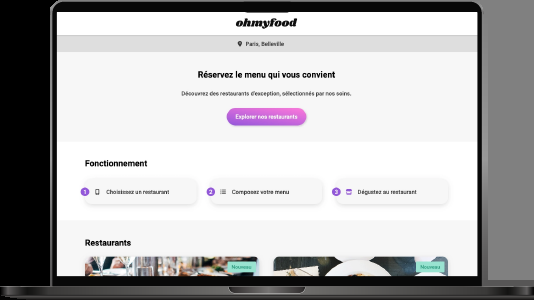 ohmyfood
Paris, Belleville
Réservez le menu qui vous convient
Découvrez des restaurants d'exception, sélectionnés par nos soins.
Explorer nos restaurants
Fonctionnement
1 Choisissez un restaurant
2 Composez votre menu
3 Dégustez au restaurant
Restaurants
Nouveau
Nouveau